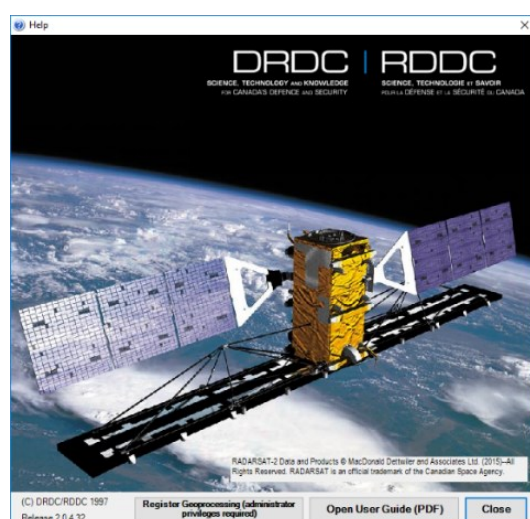 Help
DRDC | RDDC
SCIENCE, TECHNOLOGY AND KNOWLEDGE
FOR CANADA'S DEFENCE AND SECURITY
SCIENCE, TECHNOLOGIE ET SAVOIR
POUR LA DÉFENSE ET LA SÉCURITÉ DU CANADA
RADARSAT-2 Data and Products © MacDonald Dettwiler and Associates Ltd. (2015)–All
Rights Reserved. RADARSAT is an official trademark of the Canadian Space Agency.
(C) DRDC/RDDC 1997
Release 2.0.4.32
Register Geoprocessing (administrator
privileges required)
Open User Guide (PDF)
Close